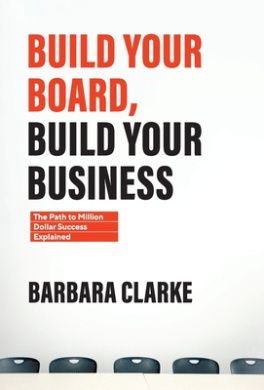 BUILD YOUR
BOARD,
BUILD YOUR
BUSINESS
The Path to Million
Dollar Success
Explained
BARBARA CLARKE